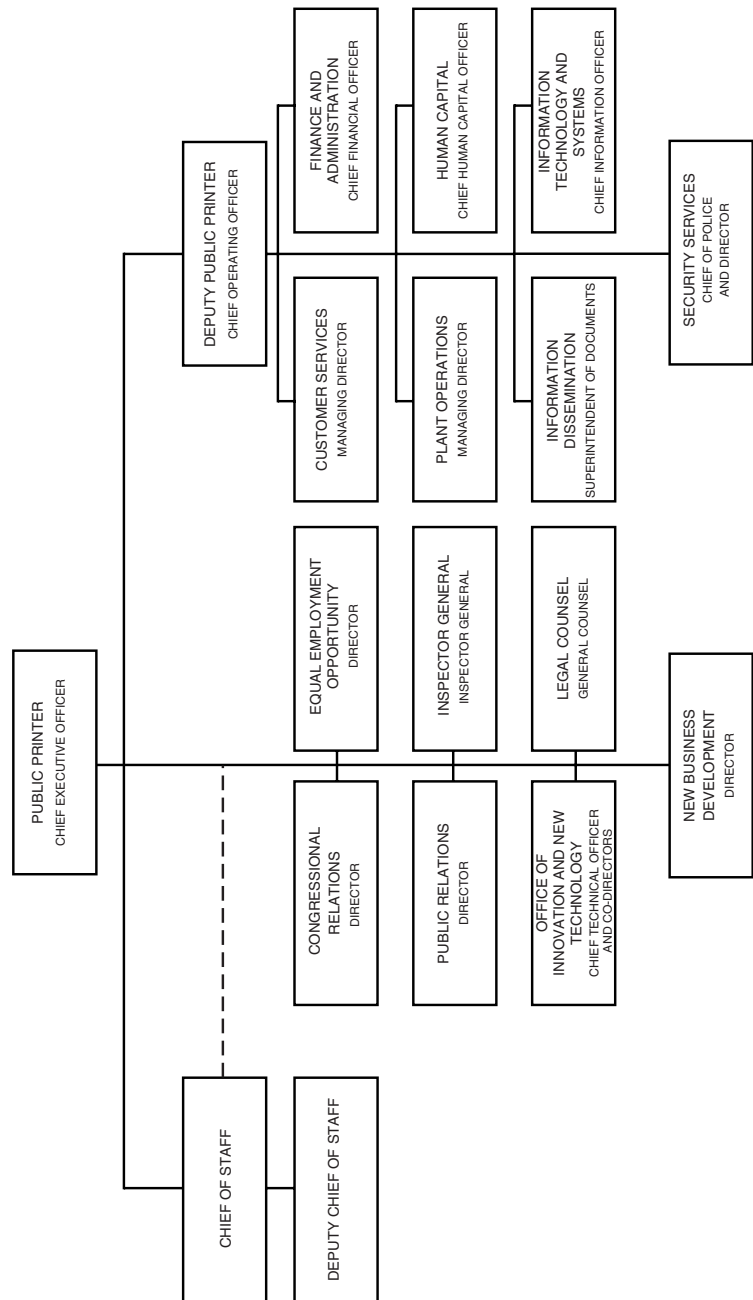 PUBLIC PRINTER
CHIEF EXECUTIVE OFFICER
CHIEF OF STAFF
DEPUTY PUBLIC PRINTER
CHIEF OPERATING OFFICER
DEPUTY CHIEF OF STAFF
CONGRESSIONAL
RELATIONS
DIRECTOR
EQUAL EMPLOYMENT
OPPORTUNITY
DIRECTOR
CUSTOMER SERVICES
MANAGING DIRECTOR
FINANCE AND
ADMINISTRATION
CHIEF FINANCIAL OFFICER
PUBLIC RELATIONS
DIRECTOR
INSPECTOR GENERAL
INSPECTOR GENERAL
PLANT OPERATIONS
MANAGING DIRECTOR
HUMAN CAPITAL
CHIEF HUMAN CAPITAL OFFICER
OFFICE OF
INNOVATION AND NEW
TECHNOLOGY
CHIEF TECHNICAL OFFICER
AND CO-DIRECTORS
LEGAL COUNSEL
GENERAL COUNSEL
INFORMATION
DISSEMINATION
SUPERINTENDENT OF DOCUMENTS
INFORMATION
TECHNOLOGY AND
SYSTEMS
CHIEF INFORMATION OFFICER
NEW BUSINESS
DEVELOPMENT
DIRECTOR
SECURITY SERVICES
CHIEF OF POLICE
AND DIRECTOR